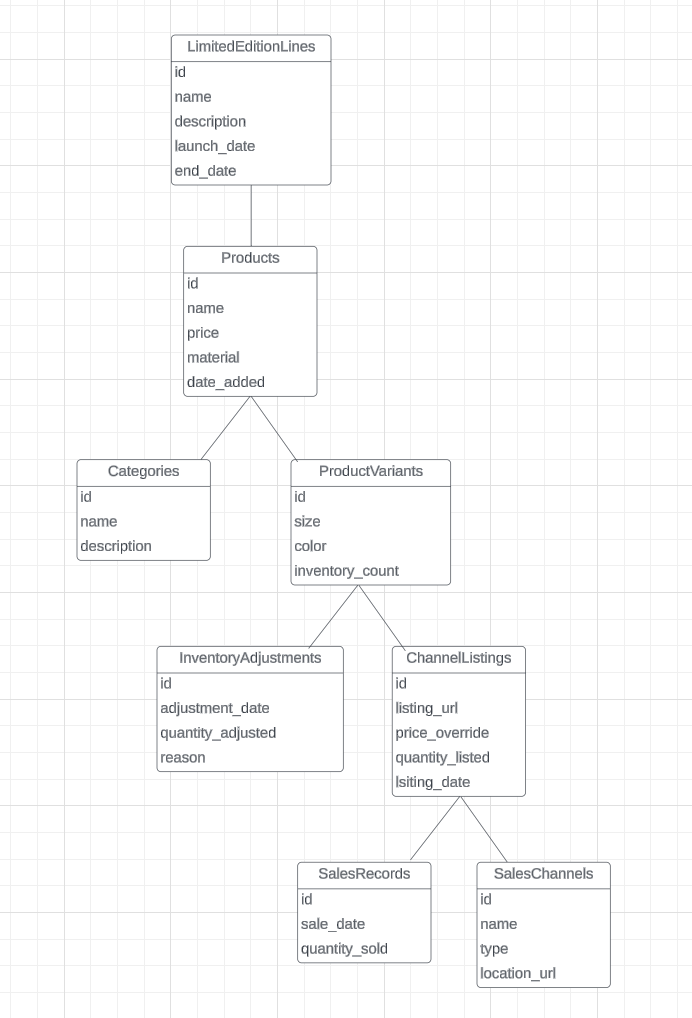 LimitedEditionLines
id
name
description
launch_date
end_date
Products
id
name
price
material
date_added
Categories
id
name
description
ProductVariants
id
size
color
inventory_count
InventoryAdjustments
id
adjustment_date
quantity_adjusted
reason
ChannelListings
id
listing_url
price_override
quantity_listed
lsiting_date
SalesRecords
id
sale_date
quantity_sold
SalesChannels
id
name
type
location_url